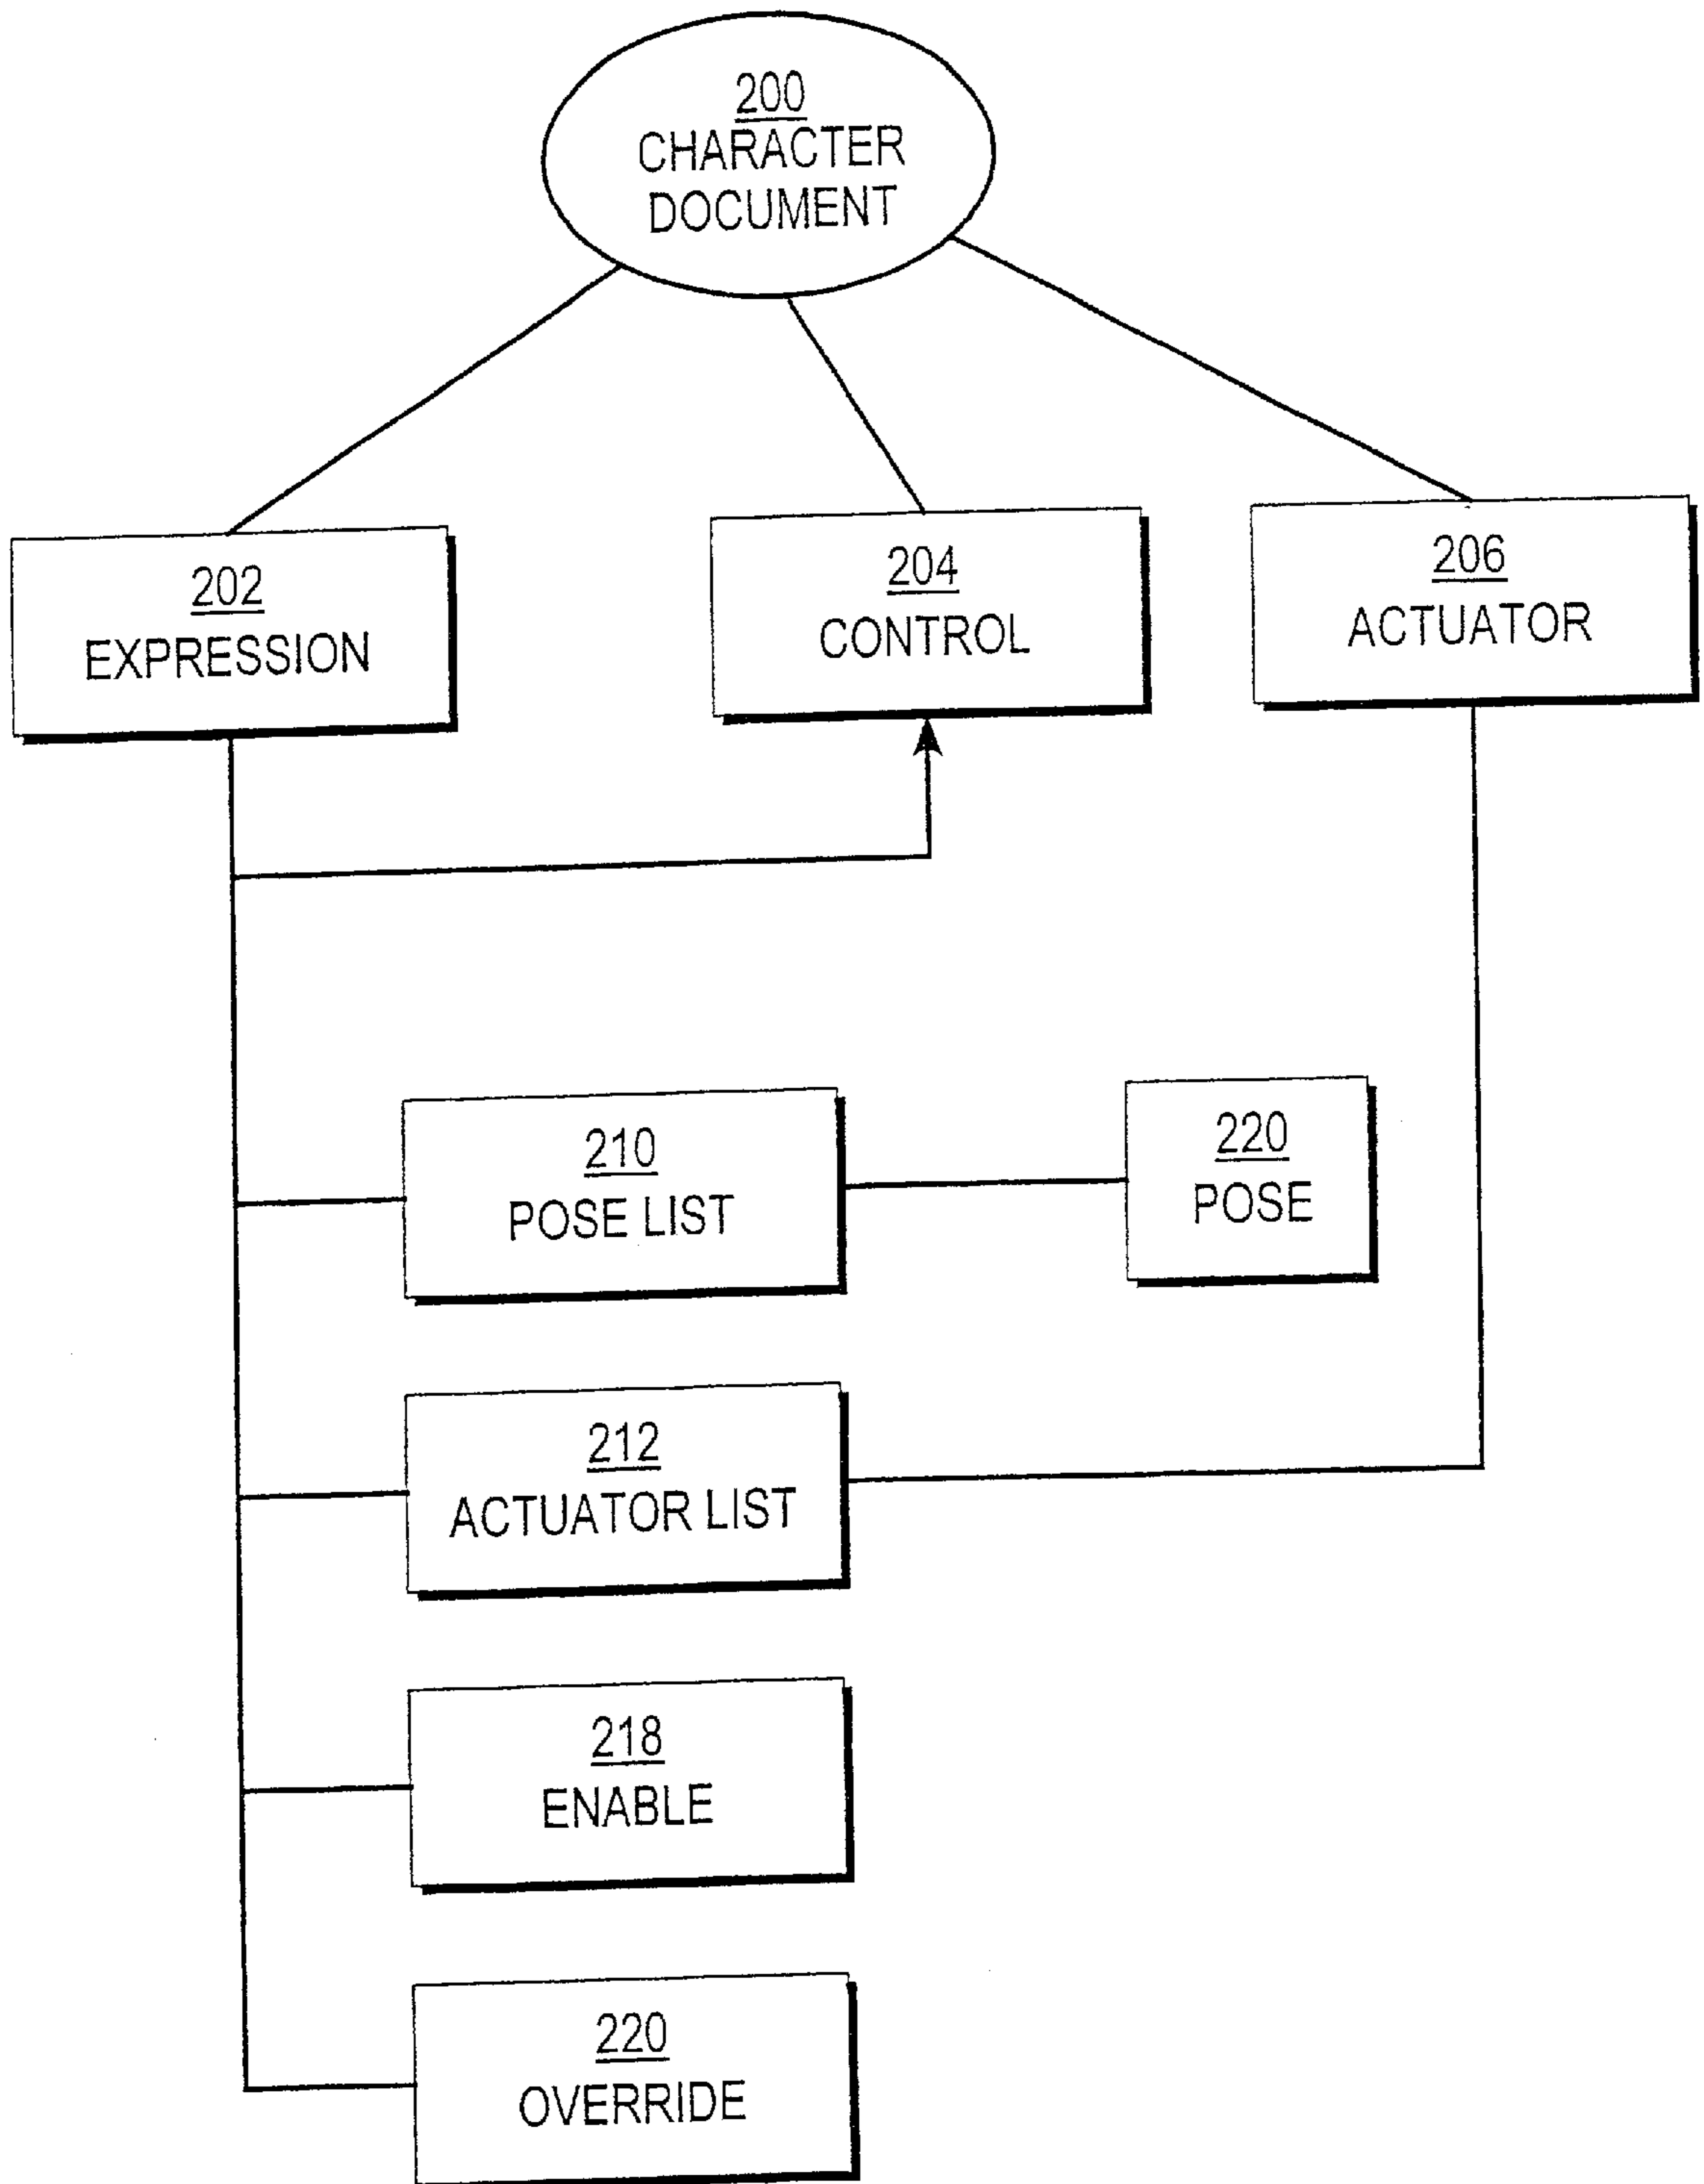 200
CHARACTER
DOCUMENT
202
EXPRESSION
204
CONTROL
206
ACTUATOR
210
POSE LIST
220
POSE
212
ACTUATOR LIST
218
ENABLE
220
OVERRIDE